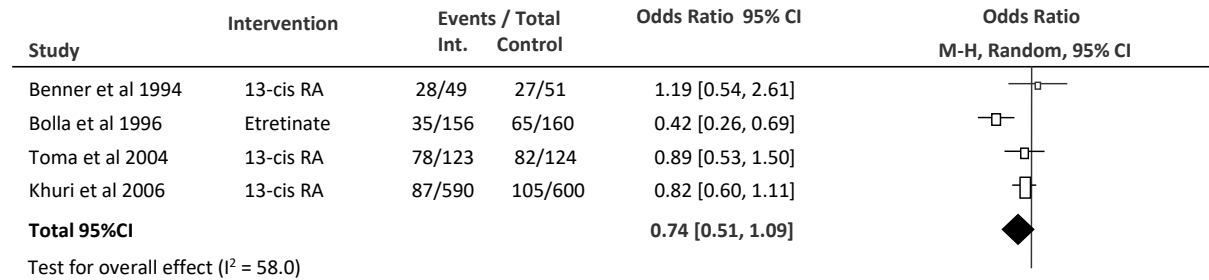 Intervention Events / Total Odds Ratio 95% CI Odds Ratio
Study Int. Control M-H, Random, 95% CI
Benner et al 1994 13-cis RA 28/49 27/51 1.19 [0.54, 2.61]
Bolla et al 1996 Etretinate 35/156 65/160 0.42 [0.26, 0.69]
Toma et al 2004 13-cis RA 78/123 82/124 0.89 [0.53, 1.50]
Khuri et al 2006 13-cis RA 87/590 105/600 0.82 [0.60, 1.11]
Total 95%CI 0.74 [0.51, 1.09]
Test for overall effect (I² = 58.0)